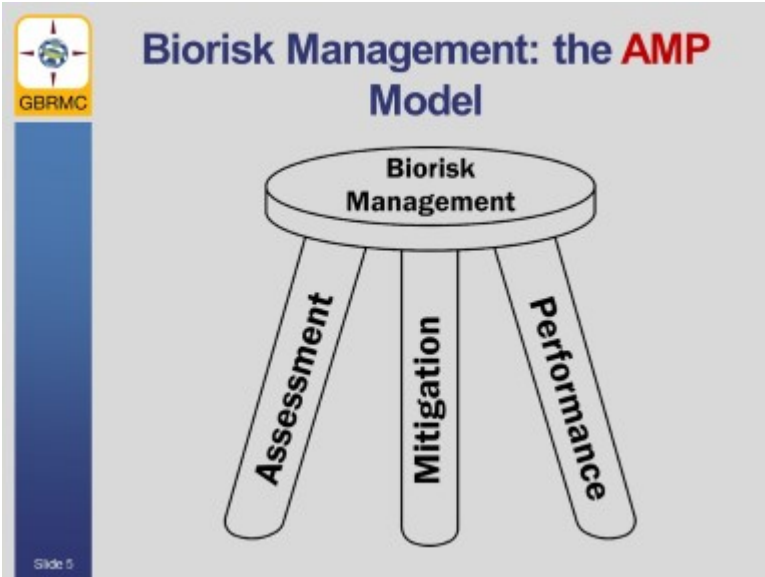 GBRMC
Biorisk Management: the AMP
Model
Biorisk
Management
Assessment
Mitigation
Performance
Slide 5